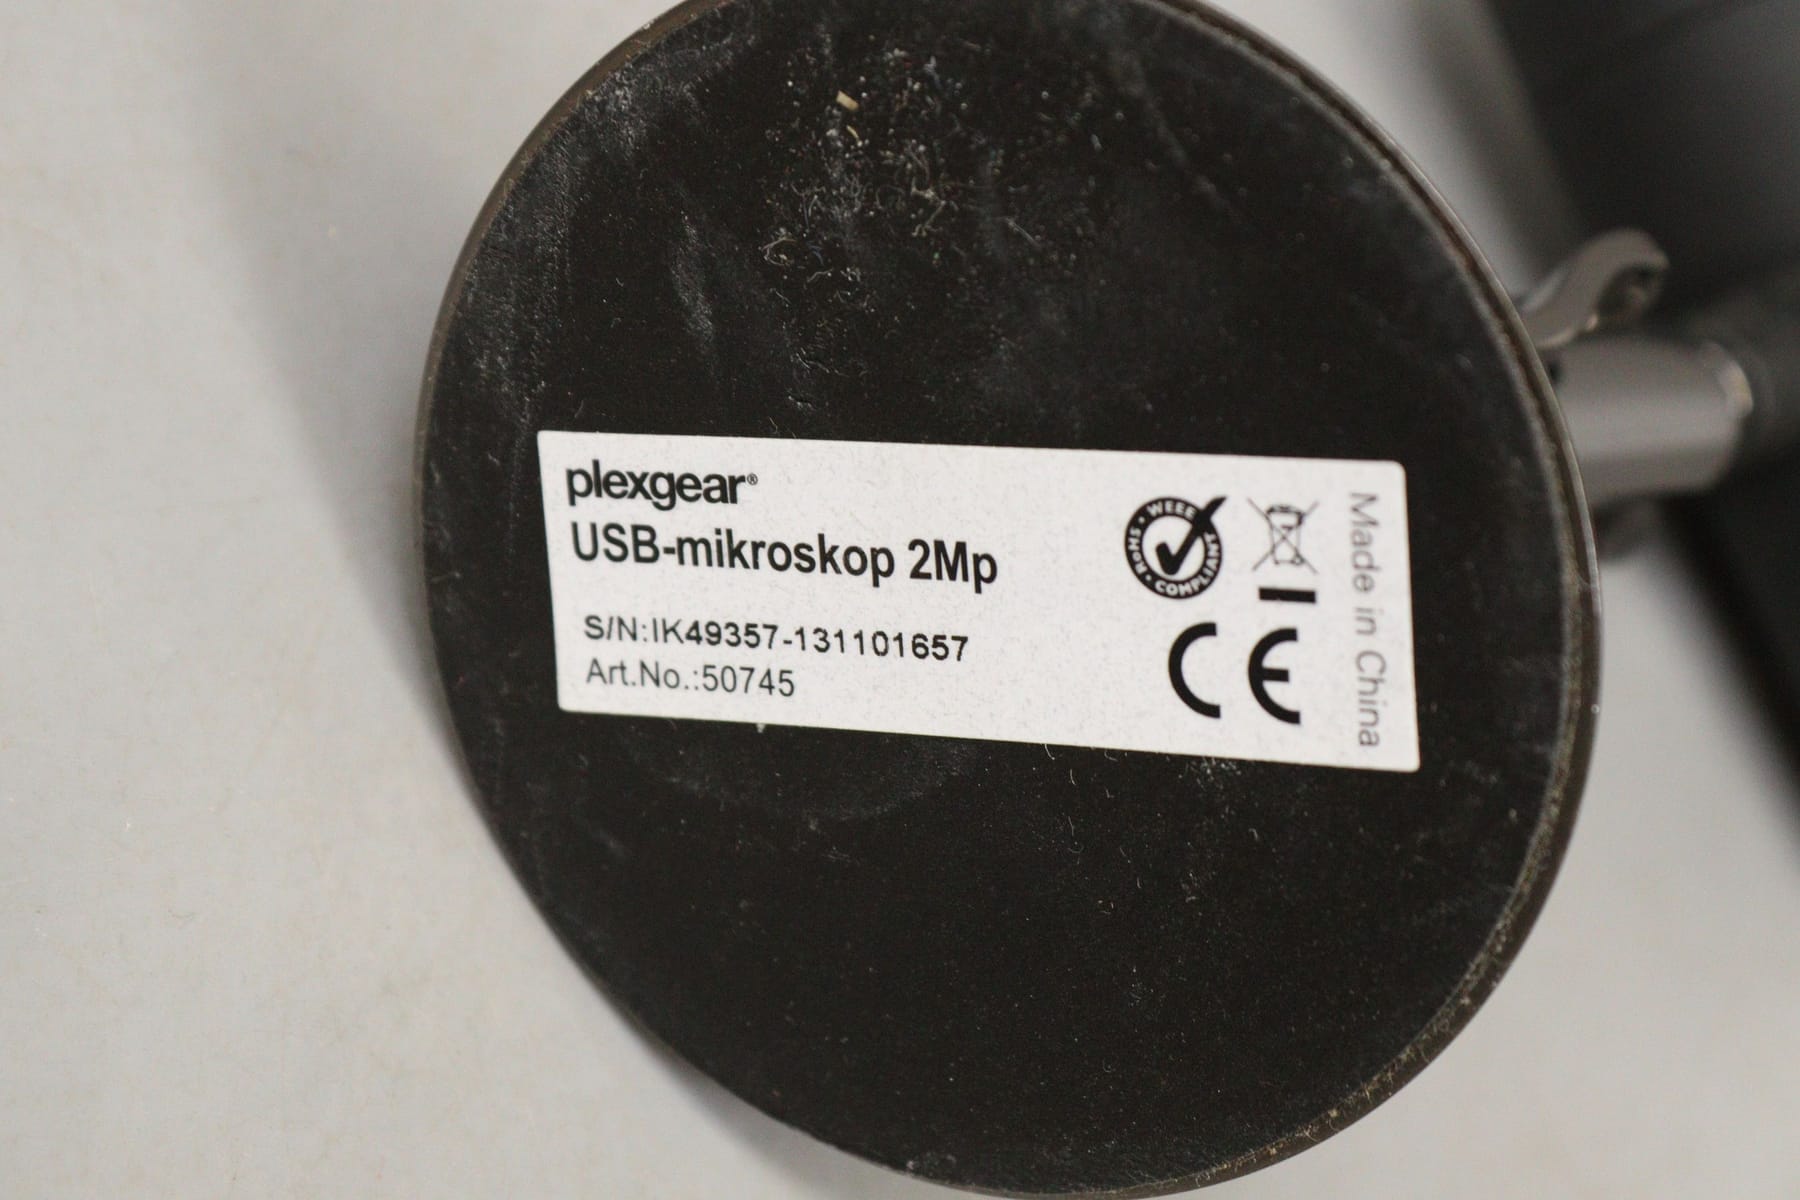 plexgear®
USB-mikroskop 2Mp
S/N:IK49357-131101657
Art.No.:50745
WEEE
COMPLIANT
RoHS
CE
Made in China